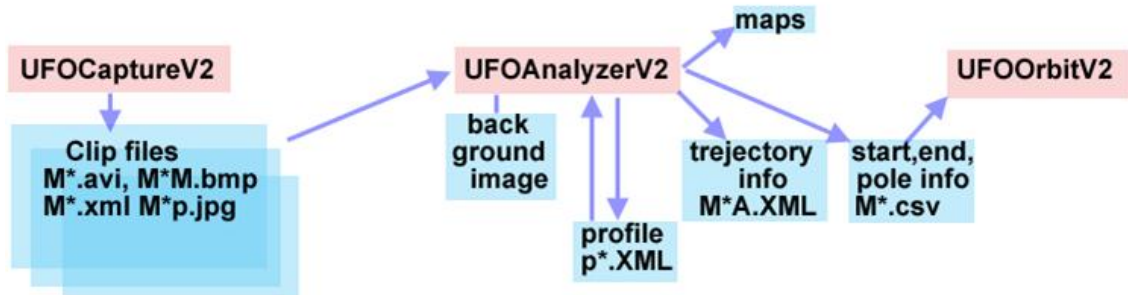 UFOCaptureV2
Clip files
M*.avi, M*M.bmp
M*.xml M*p.jpg
UFOAnalyzerV2
back
ground
image
profile
p*.XML
maps
trejectory
info
M*A.XML
start,end,
pole info
M*.csv
UFOOrbitV2